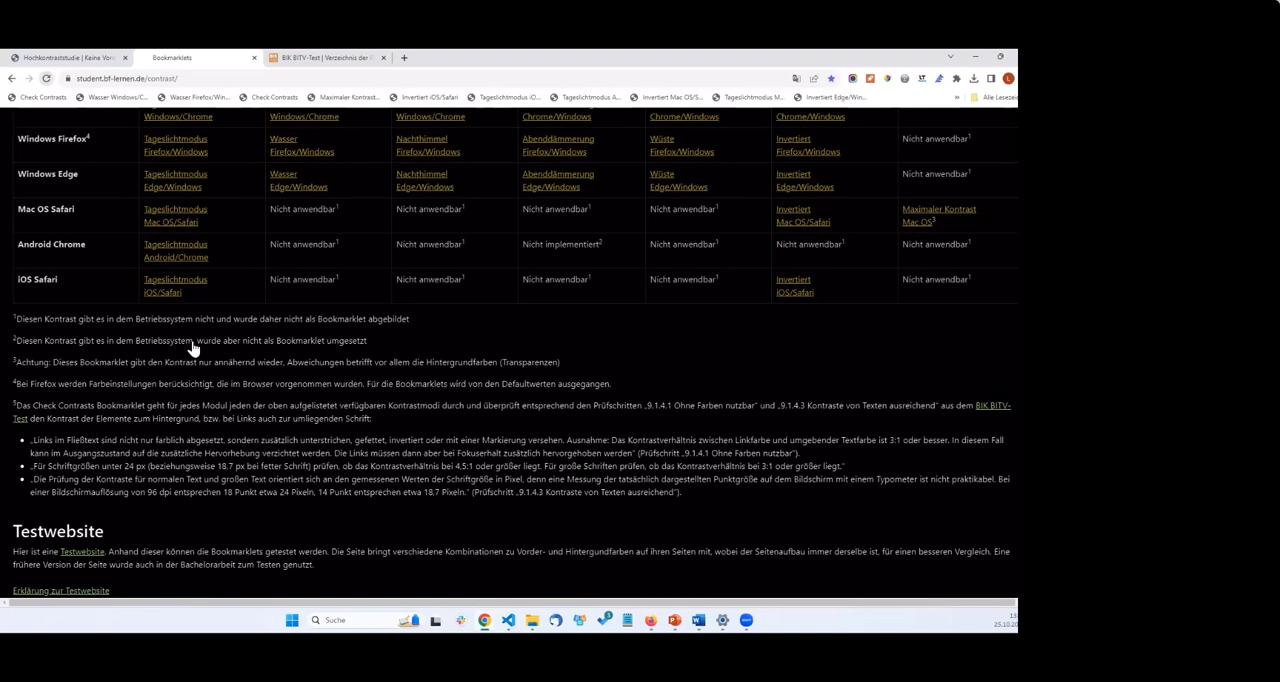 Hochkontraststudie | Keine Vor
Bookmarklets
BIK BITV-Test | Verzeichnis der
student.bf-lernen.de/contrast/
Check Contrasts Wasser Windows/C... Wasser Firefox/Win... Check Contrasts Maximaler Kontrast... Invertiert iOS/Safari Tageslichtmodus iO... Tageslichtmodus A... Invertiert Mac OS/S... Tageslichtmodus M... Invertiert Edge/Win... » Alle Lesezei
Windows/Chrome Windows/Chrome Windows/Chrome Chrome/Windows Chrome/Windows Chrome/Windows
Windows Firefox4 Tageslichtmodus Wasser Nachthimmel Abenddämmerung Wüste Invertiert Nicht anwendbar1
Firefox/Windows Firefox/Windows Firefox/Windows Firefox/Windows Firefox/Windows Firefox/Windows
Windows Edge Tageslichtmodus Wasser Nachthimmel Abenddämmerung Wüste Invertiert Nicht anwendbar1
Edge/Windows Edge/Windows Edge/Windows Edge/Windows Edge/Windows Edge/Windows
Mac OS Safari Tageslichtmodus Nicht anwendbar1 Nicht anwendbar1 Nicht anwendbar1 Nicht anwendbar1 Invertiert Maximaler Kontrast
Mac OS/Safari Mac OS/Safari Mac OS3
Android Chrome Tageslichtmodus Nicht anwendbar1 Nicht anwendbar1 Nicht implementiert2 Nicht anwendbar1 Nicht anwendbar1 Nicht anwendbar1
Android/Chrome
iOS Safari Tageslichtmodus Nicht anwendbar1 Nicht anwendbar1 Nicht anwendbar1 Nicht anwendbar1 Invertiert Nicht anwendbar1
iOS/Safari iOS/Safari
1Diesen Kontrast gibt es in dem Betriebssystem nicht und wurde daher nicht als Bookmarklet abgebildet
2Diesen Kontrast gibt es in dem Betriebssystem, wurde aber nicht als Bookmarklet umgesetzt
3Achtung: Dieses Bookmarklet gibt den Kontrast nur annähernd wieder, Abweichungen betrifft vor allem die Hintergrundfarben (Transparenzen)
4Bei Firefox werden Farbeinstellungen berücksichtigt, die im Browser vorgenommen wurden. Für die Bookmarklets wird von den Defaultwerten ausgegangen.
5Das Check Contrasts Bookmarklet geht für jedes Modul jeden der oben aufgelistetet verfügbaren Kontrastmodi durch und überprüft entsprechend den Prüfschritten „9.1.4.1 Ohne Farben nutzbar" und „9.1.4.3 Kontraste von Texten ausreichend" aus dem BIK BITV-
Test den Kontrast der Elemente zum Hintergrund, bzw. bei Links auch zur umliegenden Schrift:
• „Links im Fließtext sind nicht nur farblich abgesetzt, sondern zusätzlich unterstrichen, gefettet, invertiert oder mit einer Markierung versehen. Ausnahme: Das Kontrastverhältnis zwischen Linkfarbe und umgebender Textfarbe ist 3:1 oder besser. In diesem Fall
kann im Ausgangszustand auf die zusätzliche Hervorhebung verzichtet werden. Die Links müssen dann aber bei Fokuserhalt zusätzlich hervorgehoben werden" (Prüfschritt „9.1.4.1 Ohne Farben nutzbar").
• „Für Schriftgrößen unter 24 px (beziehungsweise 18,7 px bei fetter Schrift) prüfen, ob das Kontrastverhältnis bei 4,5:1 oder größer liegt. Für große Schriften prüfen, ob das Kontrastverhältnis bei 3:1 oder größer liegt."
• „Die Prüfung der Kontraste für normalen Text und großen Text orientiert sich an den gemessenen Werten der Schriftgröße in Pixel, denn eine Messung der tatsächlich dargestellten Punktgröße auf dem Bildschirm mit einem Typometer ist nicht praktikabel. Bei
einer Bildschirmauflösung von 96 dpi entsprechen 18 Punkt etwa 24 Pixeln, 14 Punkt entsprechen etwa 18,7 Pixeln." (Prüfschritt „9.1.4.3 Kontraste von Texten ausreichend").
Testwebsite
Hier ist eine Testwebsite. Anhand dieser können die Bookmarklets getestet werden. Die Seite bringt verschiedene Kombinationen zu Vorder- und Hintergundfarben auf ihren Seiten mit, wobei der Seitenaufbau immer derselbe ist, für einen besseren Vergleich. Eine
frühere Version der Seite wurde auch in der Bachelorarbeit zum Testen genutzt.
Erklärung zur Testwebsite
Suche
25.10.20